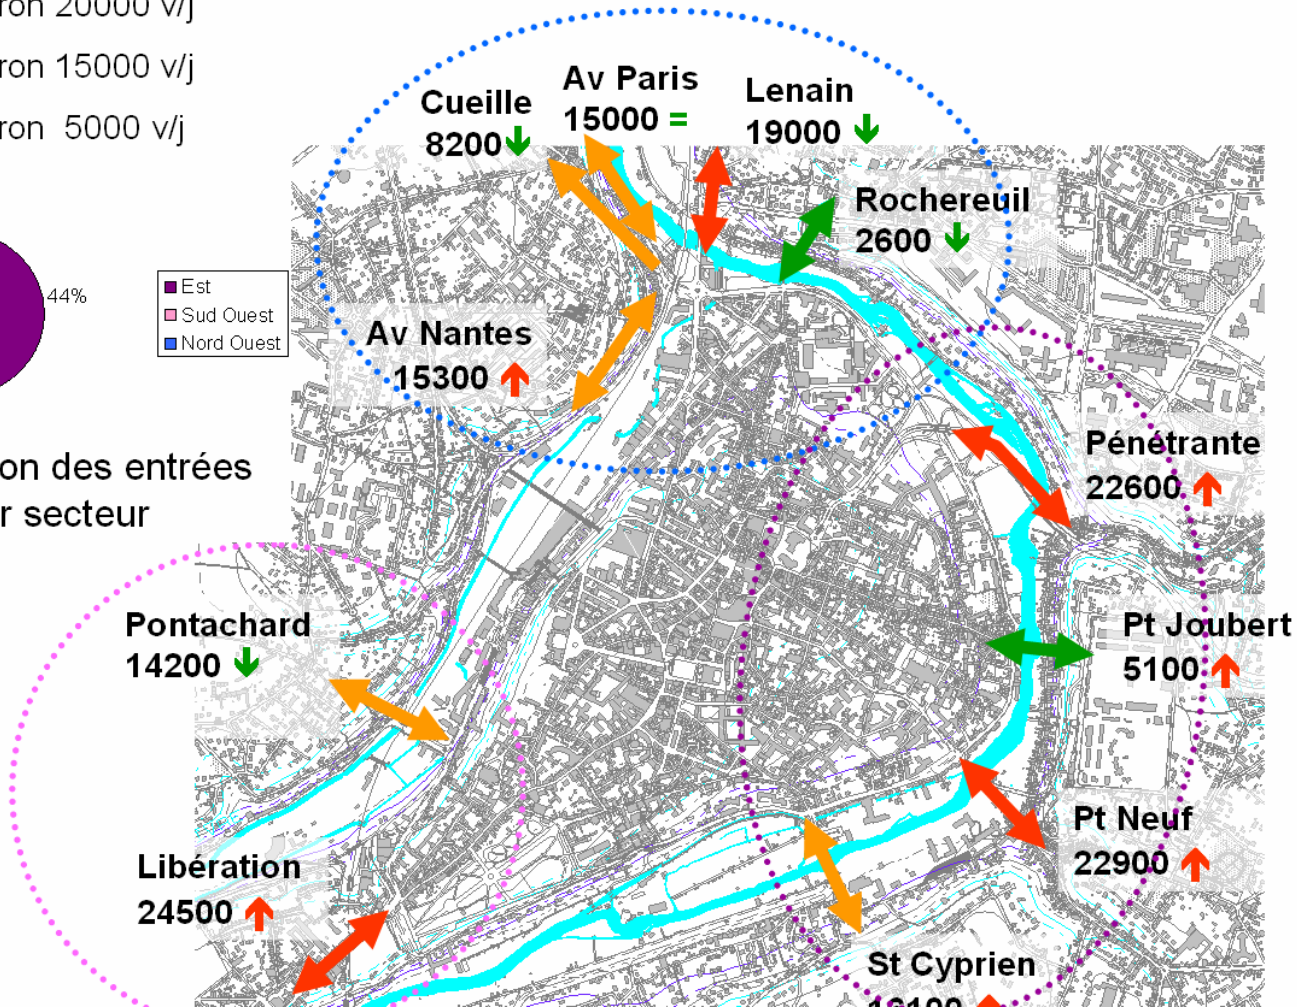 ron 20000 v/j
ron 15000 v/j
ron 5000 v/j
44%
Est
Sud Ouest
Nord Ouest
on des entrées
r secteur
Cueille
8200
Av Paris
15000 =
Lenain
19000
Rochereuil
2600
Av Nantes
15300
Pénétrante
22600
Pontachard
14200
Pt Joubert
5100
Pt Neuf
22900
Libération
24500
St Cyprien